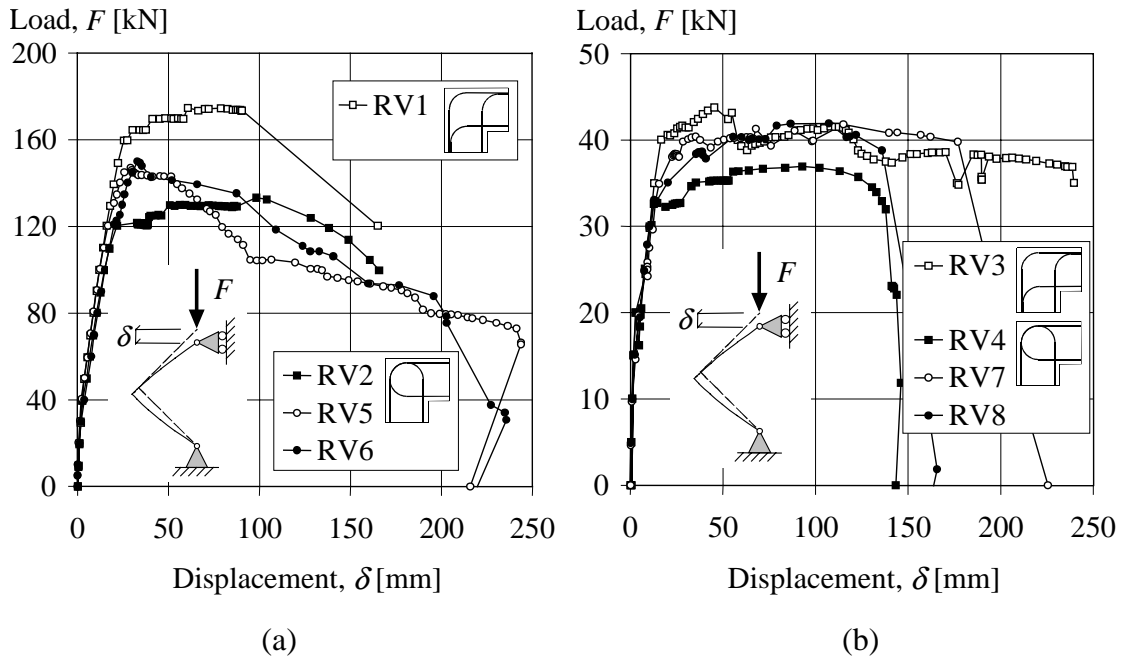 Load, F [kN]
200
160
120
80
40
0
0 50 100 150 200 250
Displacement, δ [mm]
RV1
F
δ
RV2
RV5
RV6
(a)
Load, F [kN]
50
40
30
20
10
0
0 50 100 150 200 250
Displacement, δ [mm]
F
δ
RV3
RV4
RV7
RV8
(b)